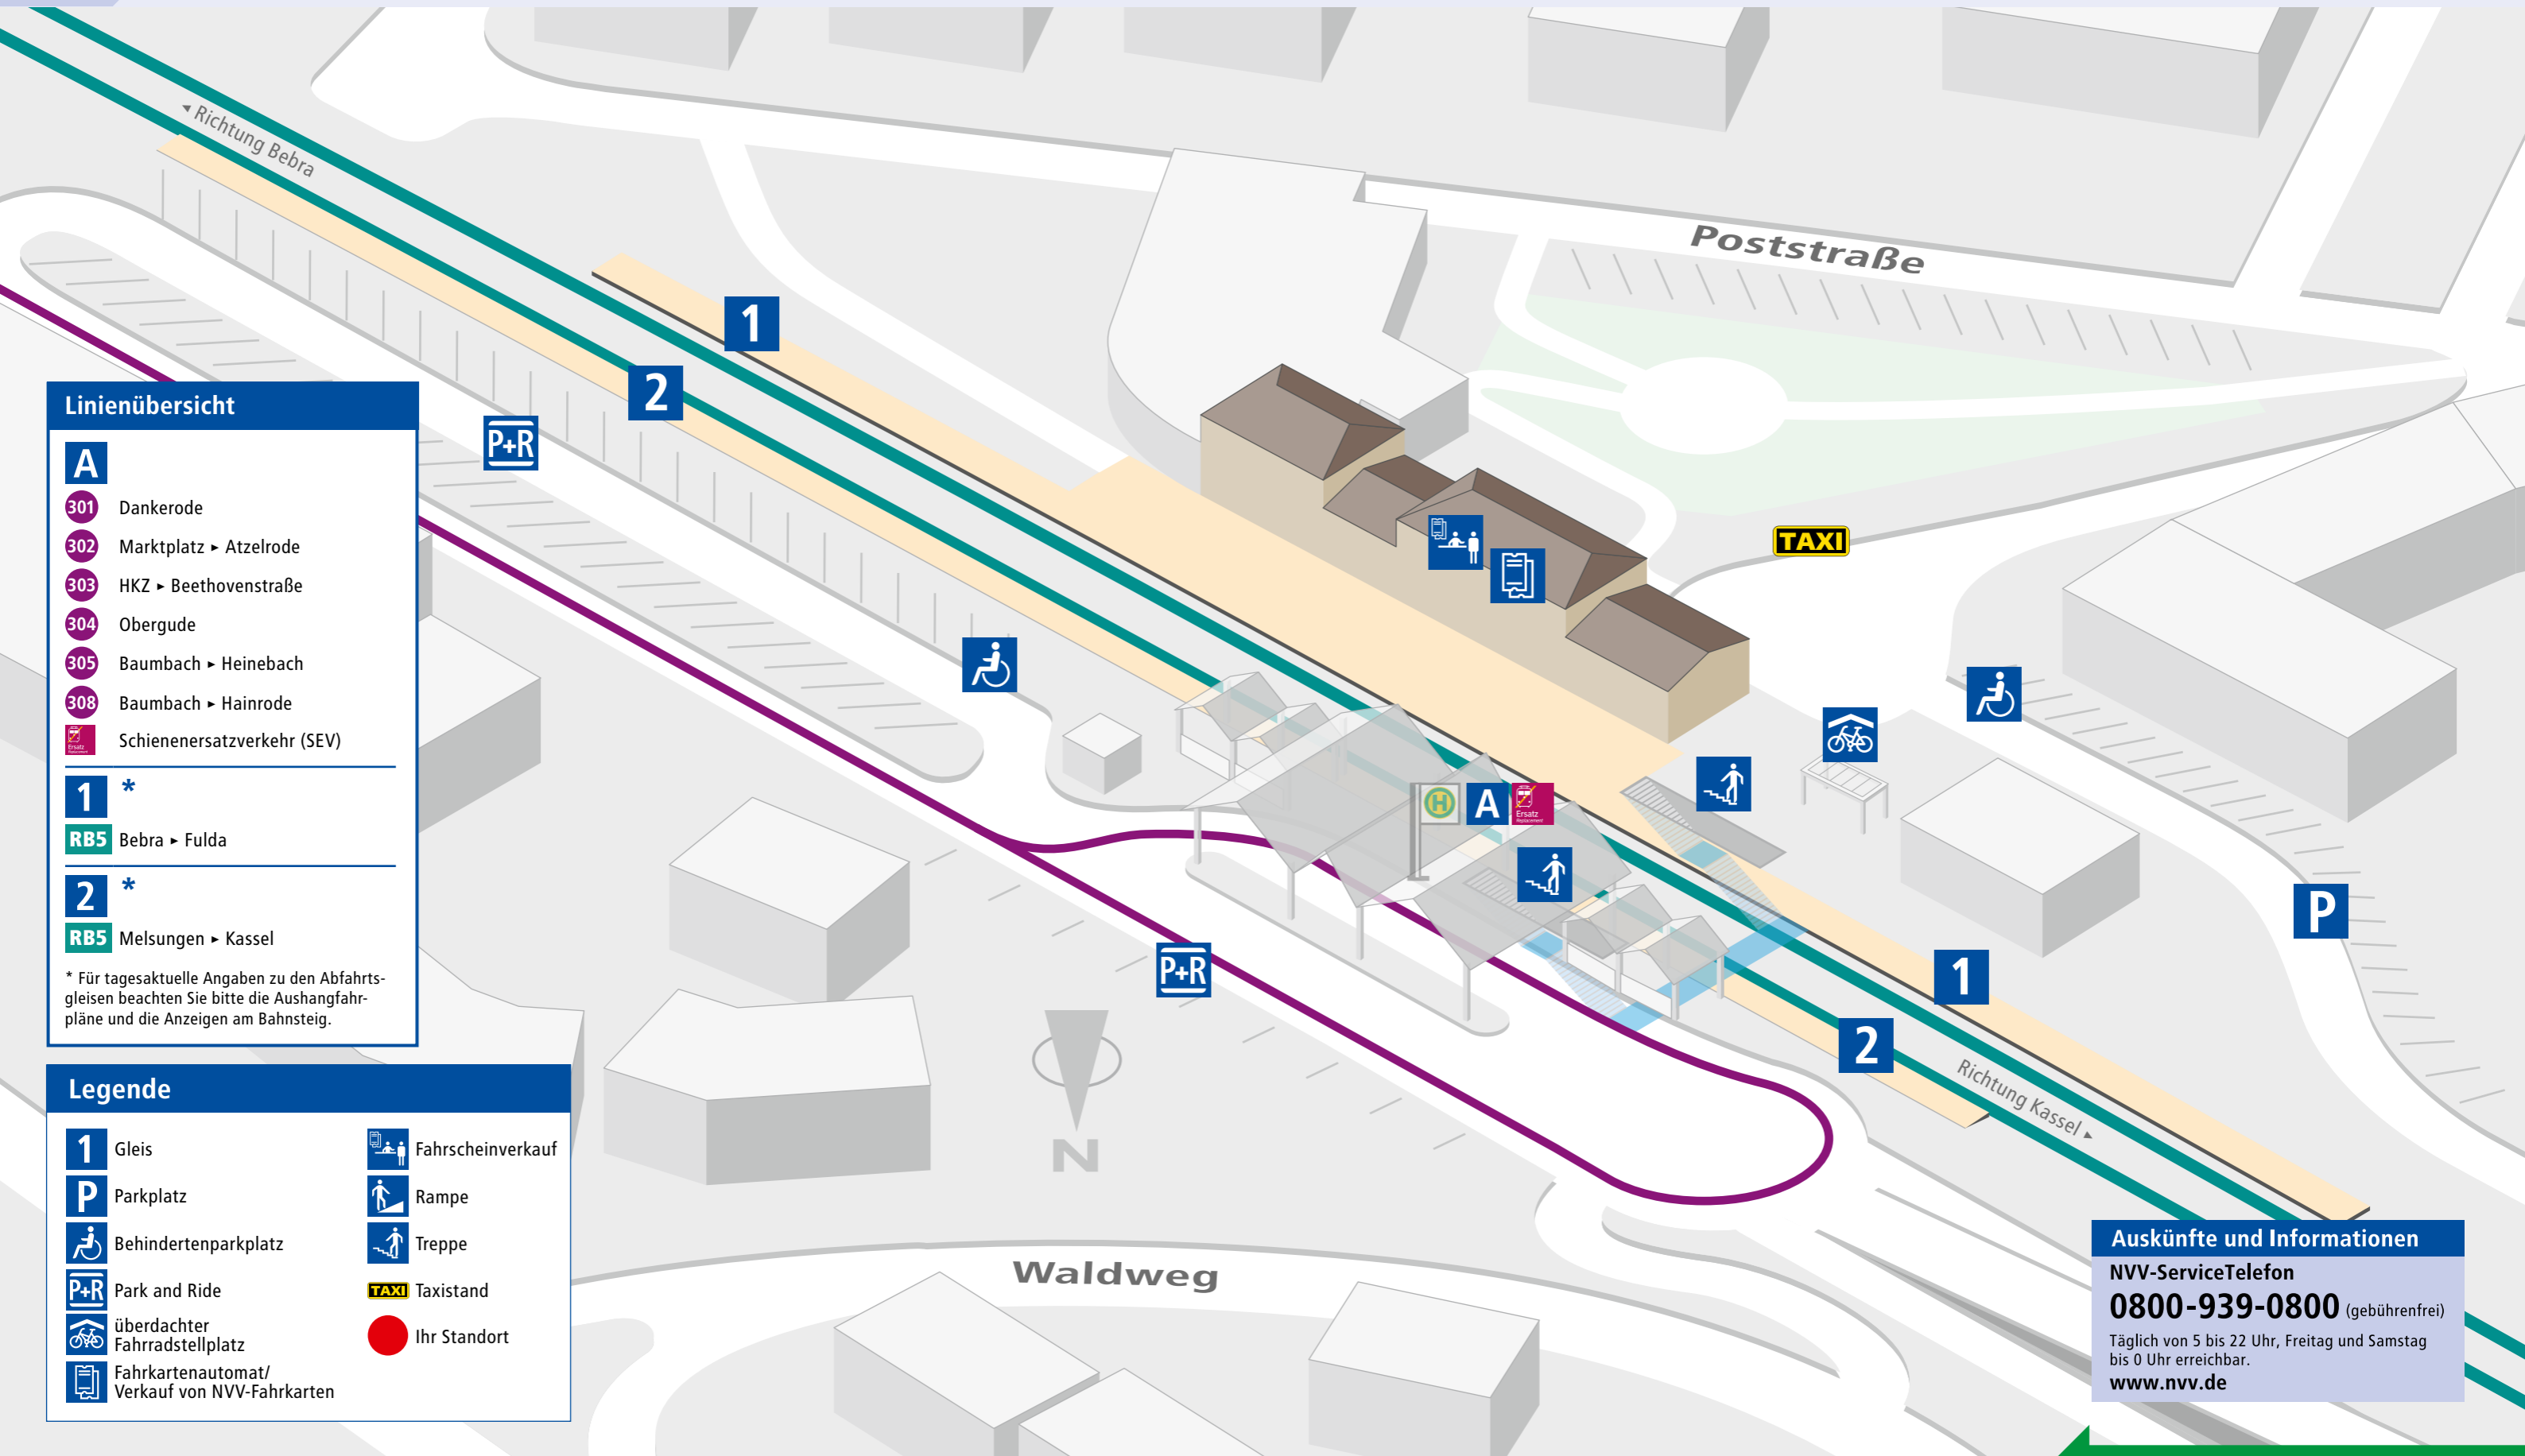 ◄ Richtung Bebra
Poststraße
1
2
P+R
TAXI
H
A
Ersatz
Replacement
P+R
P
1
2
Richtung Kassel ►
N
Waldweg
Linienübersicht
A
301 Dankerode
302 Marktplatz ► Atzelrode
303 HKZ ► Beethovenstraße
304 Obergude
305 Baumbach ► Heinebach
308 Baumbach ► Hainrode
Ersatz
Replacement
Schienenersatzverkehr (SEV)
1 *
RB5 Bebra ► Fulda
2 *
RB5 Melsungen ► Kassel
* Für tagesaktuelle Angaben zu den Abfahrts-
gleisen beachten Sie bitte die Aushangfahr-
pläne und die Anzeigen am Bahnsteig.
Legende
1 Gleis
P Parkplatz
Behindertenparkplatz
P+R Park and Ride
überdachter
Fahrradstellplatz
Fahrkartenautomat/
Verkauf von NVV-Fahrkarten
Fahrscheinverkauf
Rampe
Treppe
TAXI Taxistand
Ihr Standort
Auskünfte und Informationen
NVV-ServiceTelefon
0800-939-0800 (gebührenfrei)
Täglich von 5 bis 22 Uhr, Freitag und Samstag
bis 0 Uhr erreichbar.
www.nvv.de